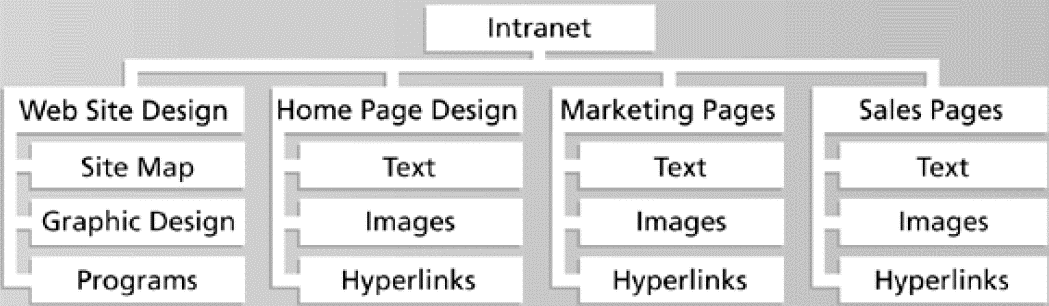 Intranet
Web Site Design
Site Map
Graphic Design
Programs
Home Page Design
Text
Images
Hyperlinks
Marketing Pages
Text
Images
Hyperlinks
Sales Pages
Text
Images
Hyperlinks